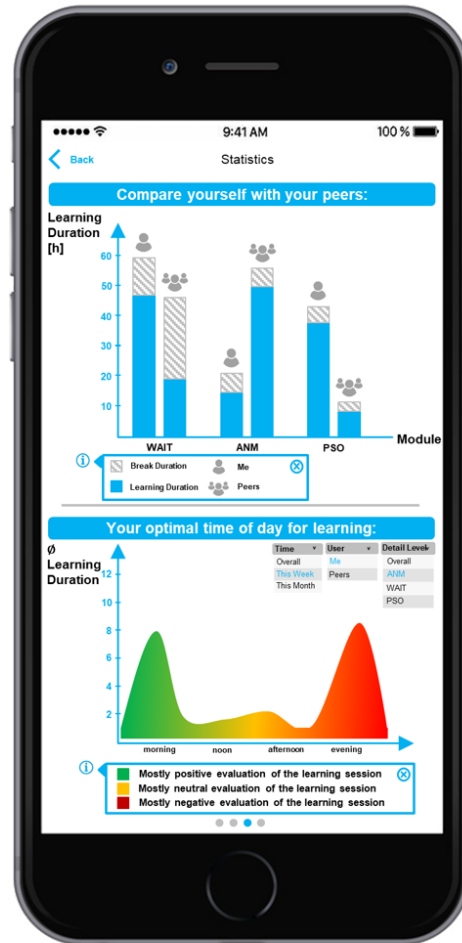 9:41 AM
100 %
Back
Statistics
Compare yourself with your peers:
Learning
Duration
[h]
60
50
40
30
20
10
WAIT
ANM
PSO
Module
Break Duration
Me
Learning Duration
Peers
Your optimal time of day for learning:
Ø
Learning
Duration
Time
User
Detail Level
Overall
Me
Overall
This Week
Peers
ANM
This Month
WAIT
PSO
12
10
8
6
4
2
morning
noon
afternoon
evening
Mostly positive evaluation of the learning session
Mostly neutral evaluation of the learning session
Mostly negative evaluation of the learning session